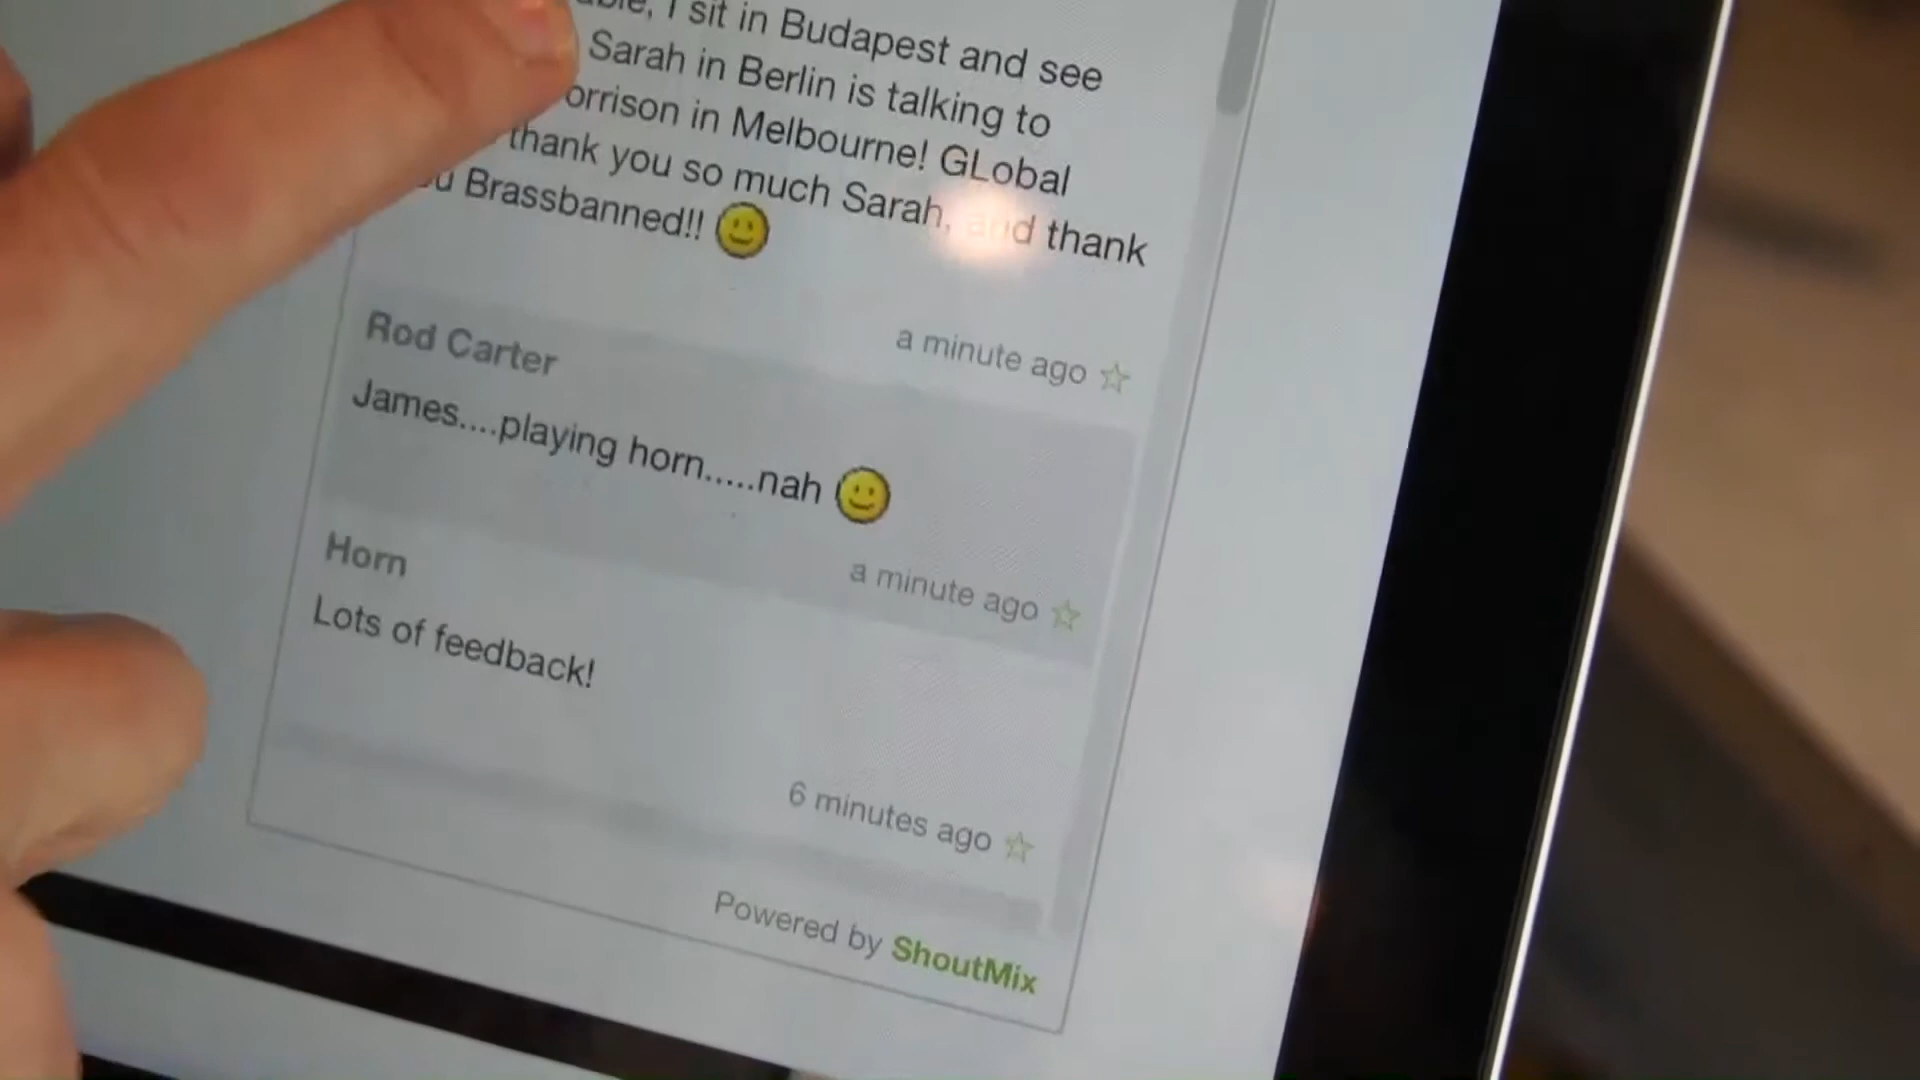 I sit in Budapest and see
Sarah in Berlin is talking to
orrison in Melbourne! GLobal
thank you so much Sarah, and thank
Brassbanned!!
a minute ago
Rod Carter
James....playing horn.....nah
a minute ago
Horn
Lots of feedback!
6 minutes ago
Powered by ShoutMix